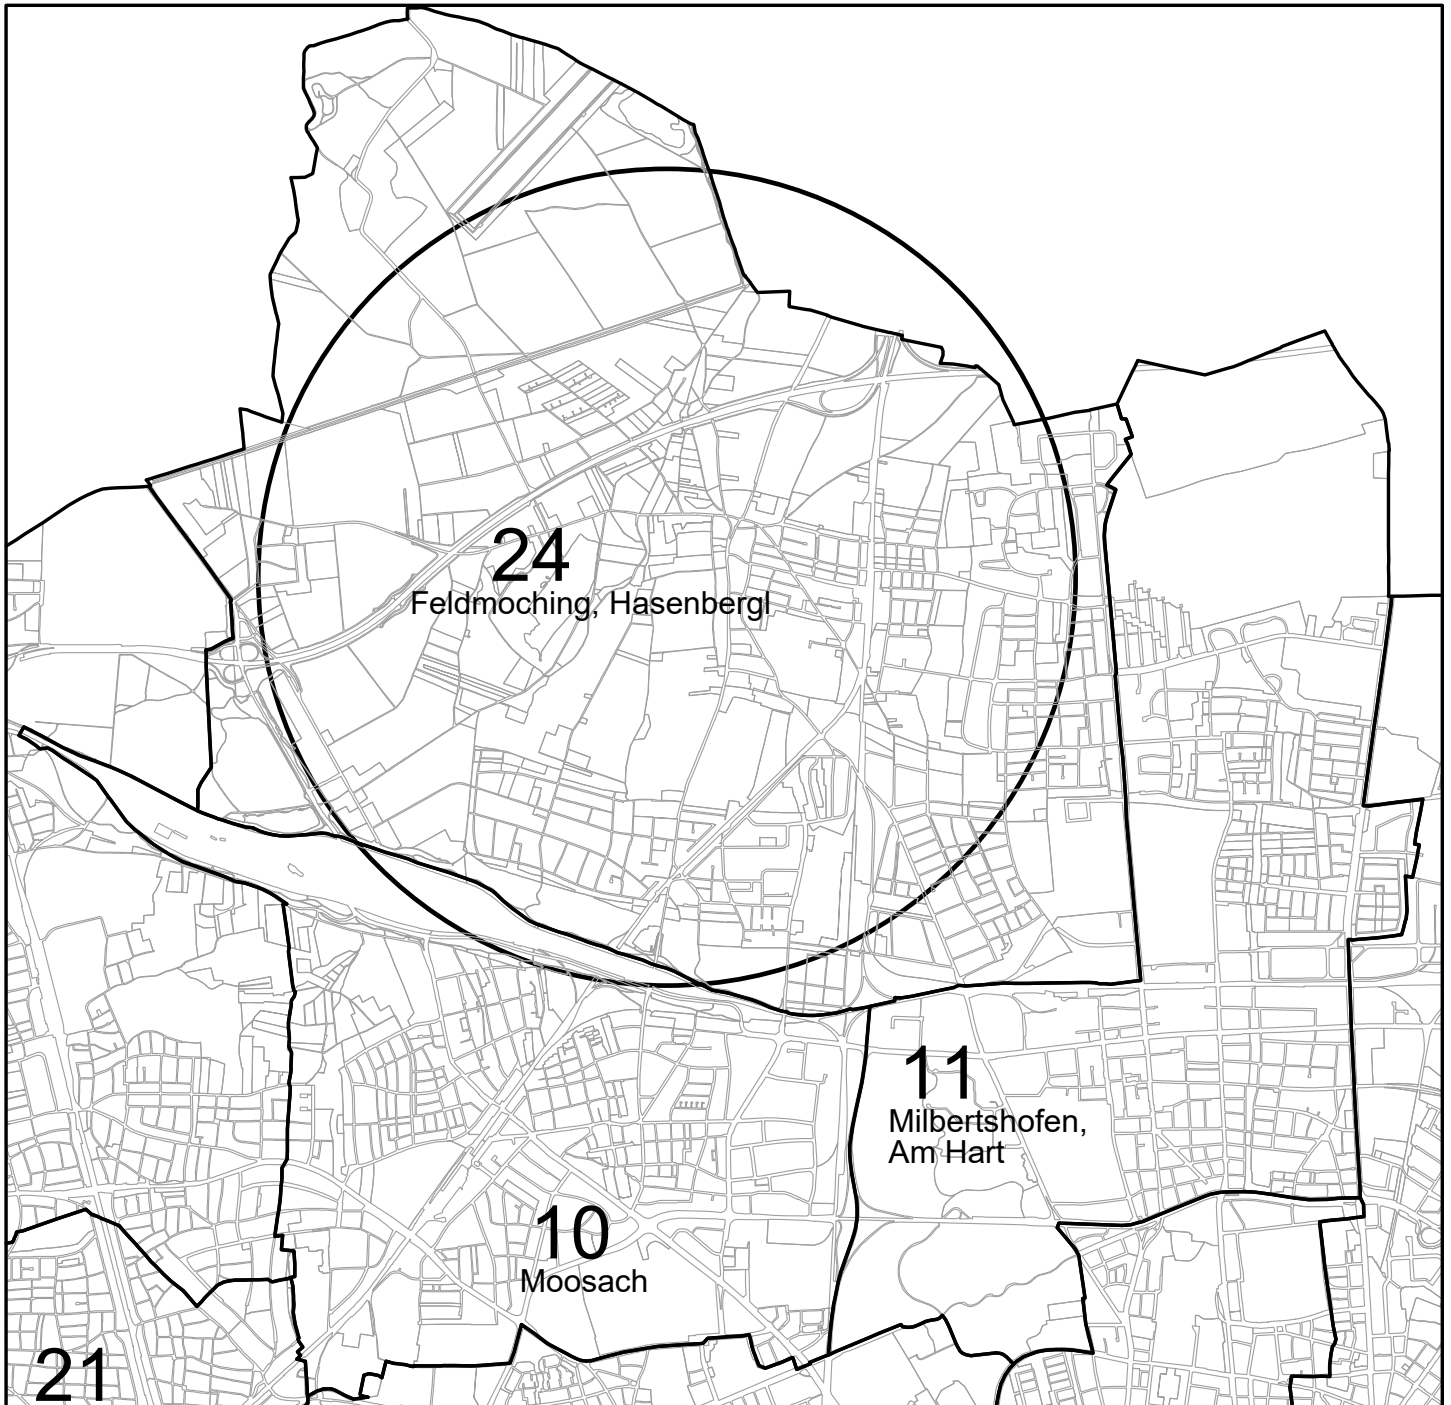 24
Feldmoching, Hasenbergl
11
Milbertshofen,
Am Hart
10
Moosach
21